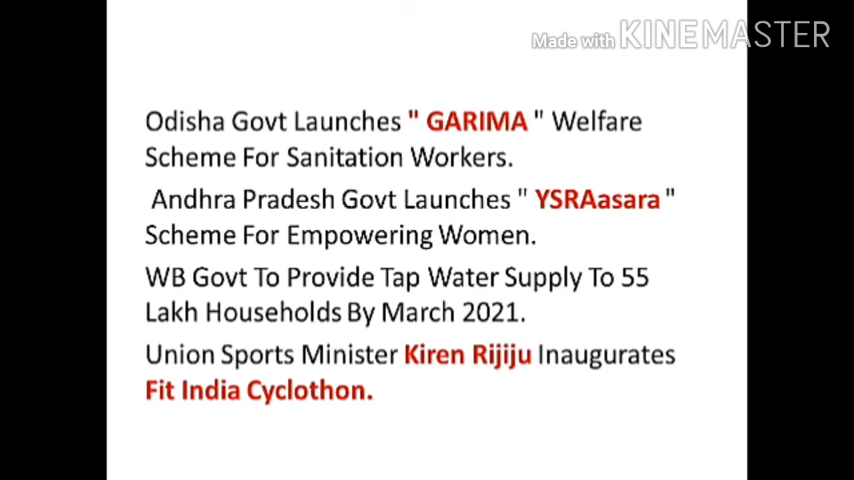 Made with KINEMASTER
Odisha Govt Launches " GARIMA " Welfare
Scheme For Sanitation Workers.
Andhra Pradesh Govt Launches " YSRAasara "
Scheme For Empowering Women.
WB Govt To Provide Tap Water Supply To 55
Lakh Households By March 2021.
Union Sports Minister Kiren Rijiju Inaugurates
Fit India Cyclothon.